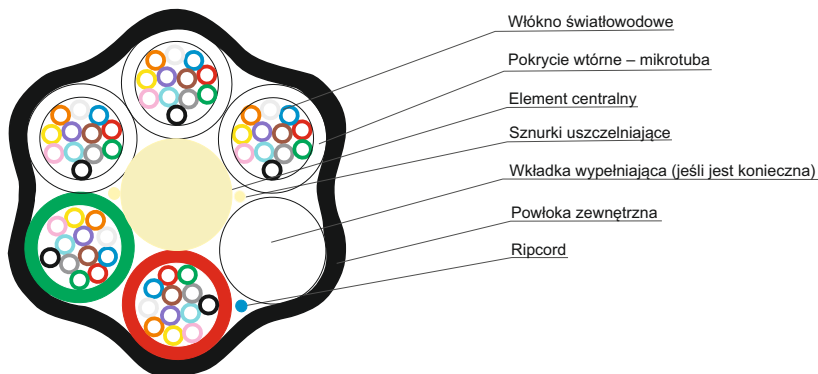 Włókno światłowodowe
Pokrycie wtórne – mikrotuba
Element centralny
Sznurki uszczelniające
Wkładka wypełniająca (jeśli jest konieczna)
Powłoka zewnętrzna
Ripcord